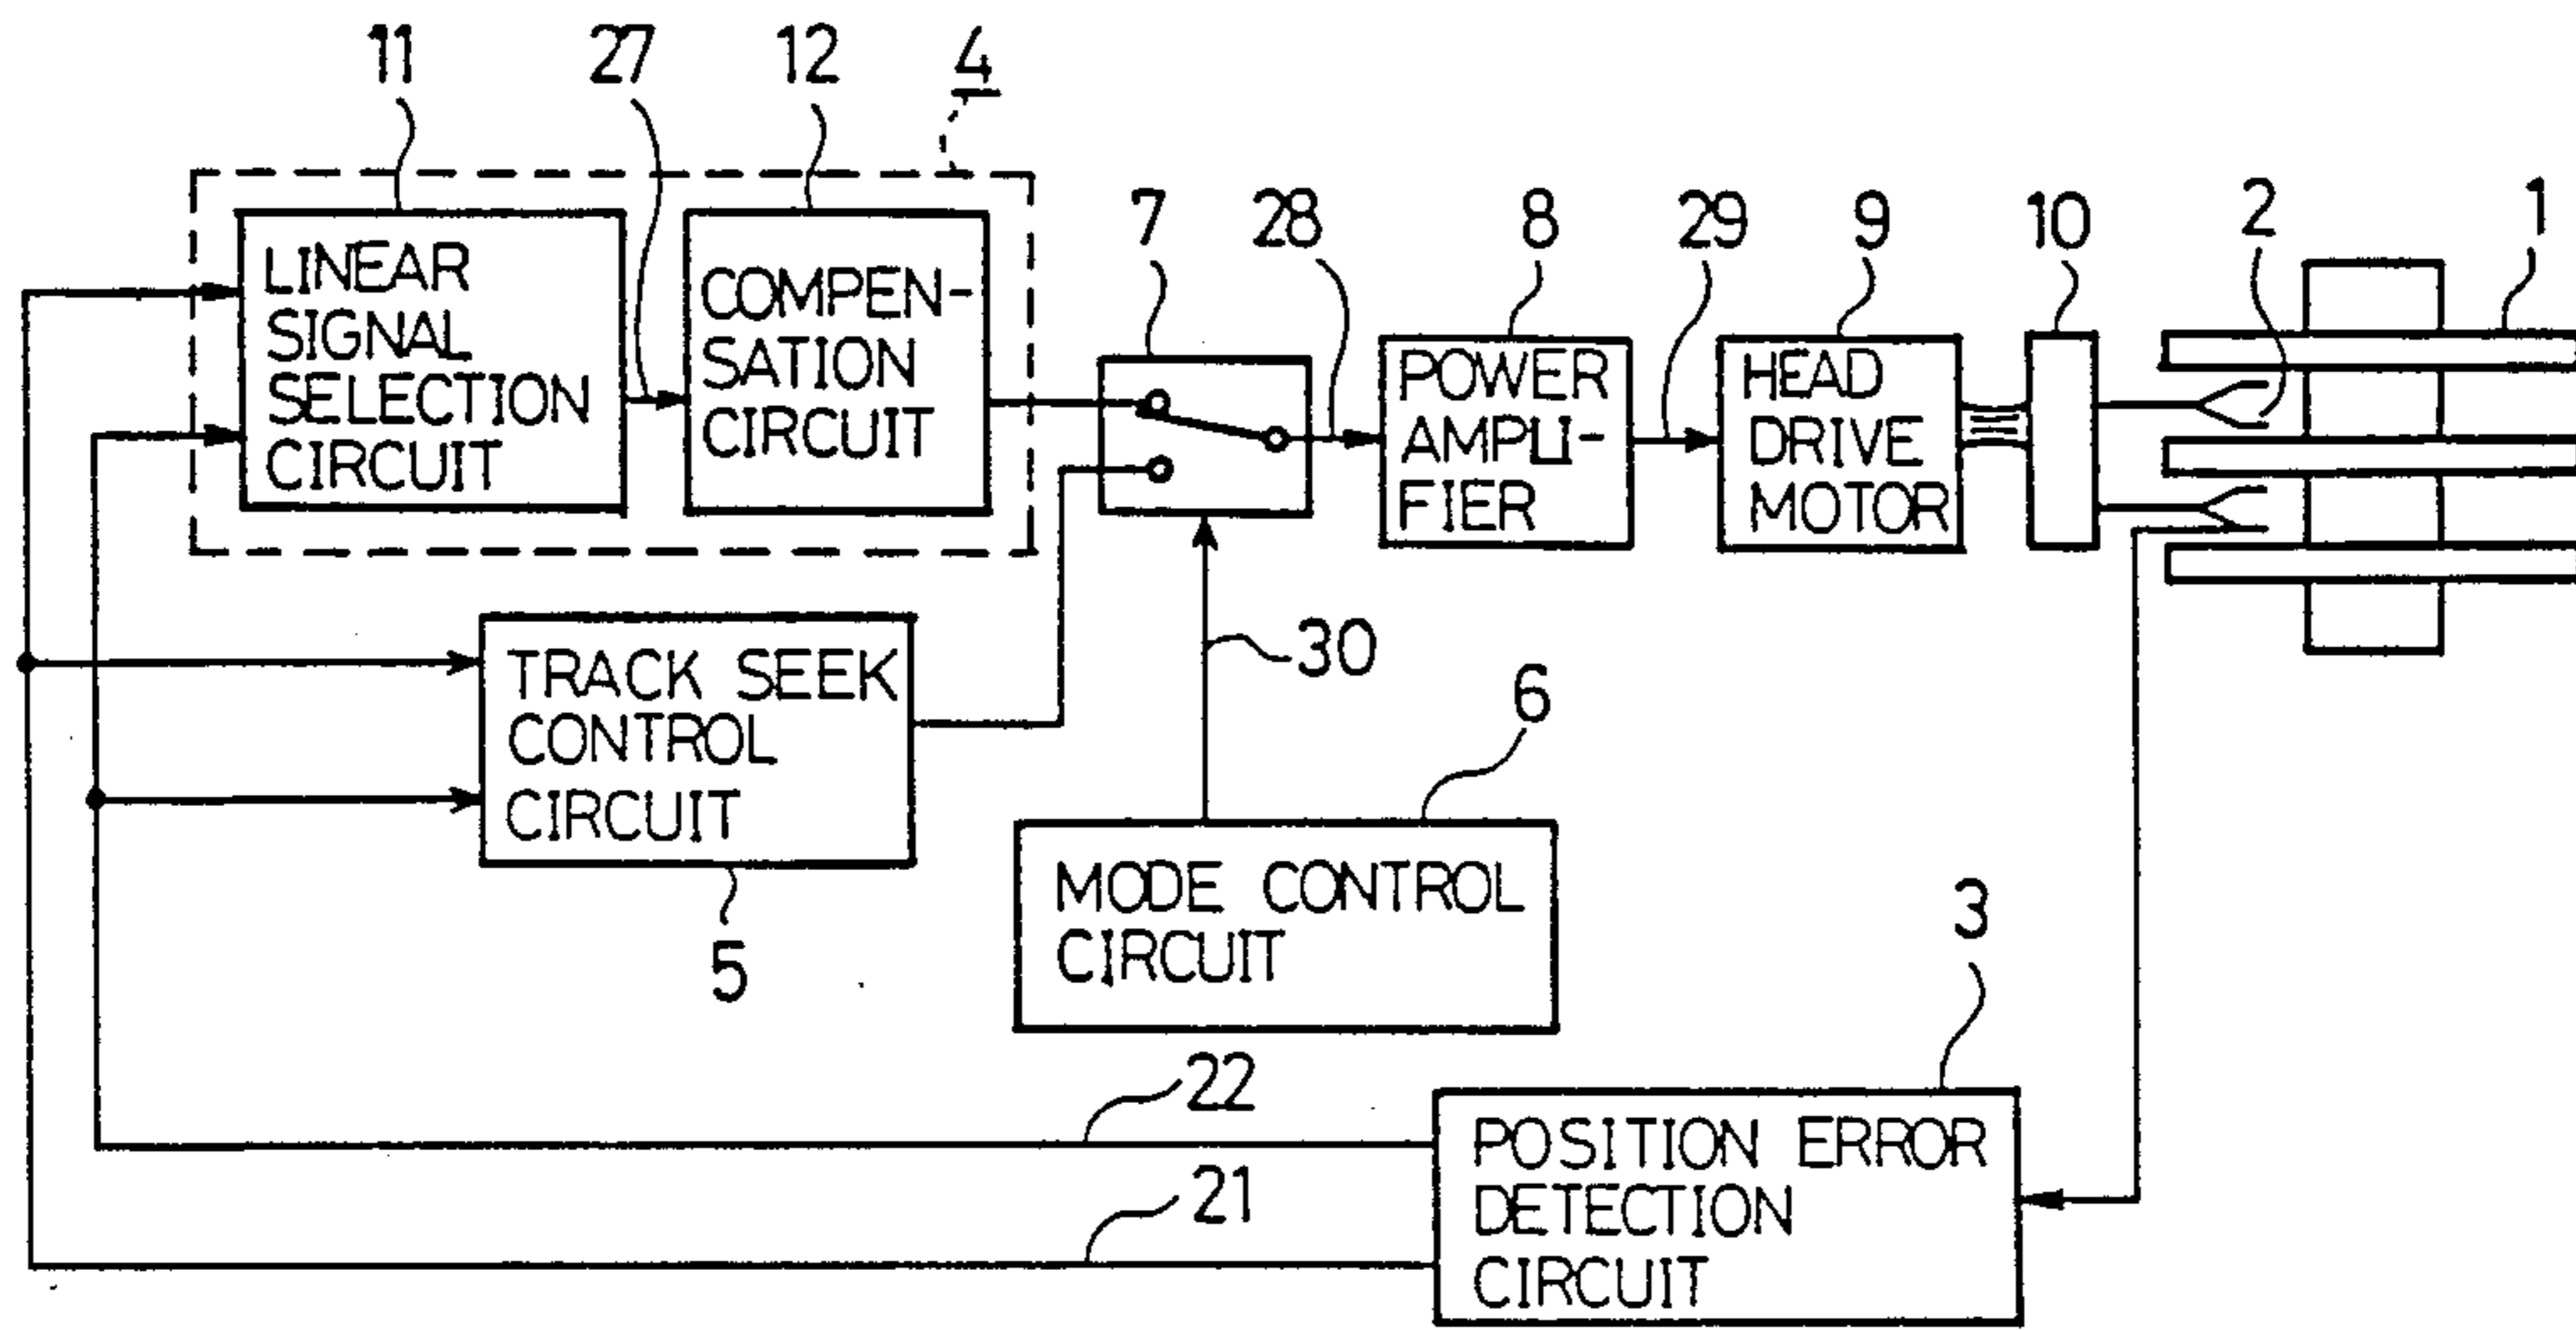 11
27
12
4
7
28
8
29
9
10
2
1
LINEAR
SIGNAL
SELECTION
CIRCUIT
COMPEN-
SATION
CIRCUIT
POWER
AMPLI-
FIER
HEAD
DRIVE
MOTOR
30
TRACK SEEK
CONTROL
CIRCUIT
5
6
MODE CONTROL
CIRCUIT
3
22
21
POSITION ERROR
DETECTION
CIRCUIT